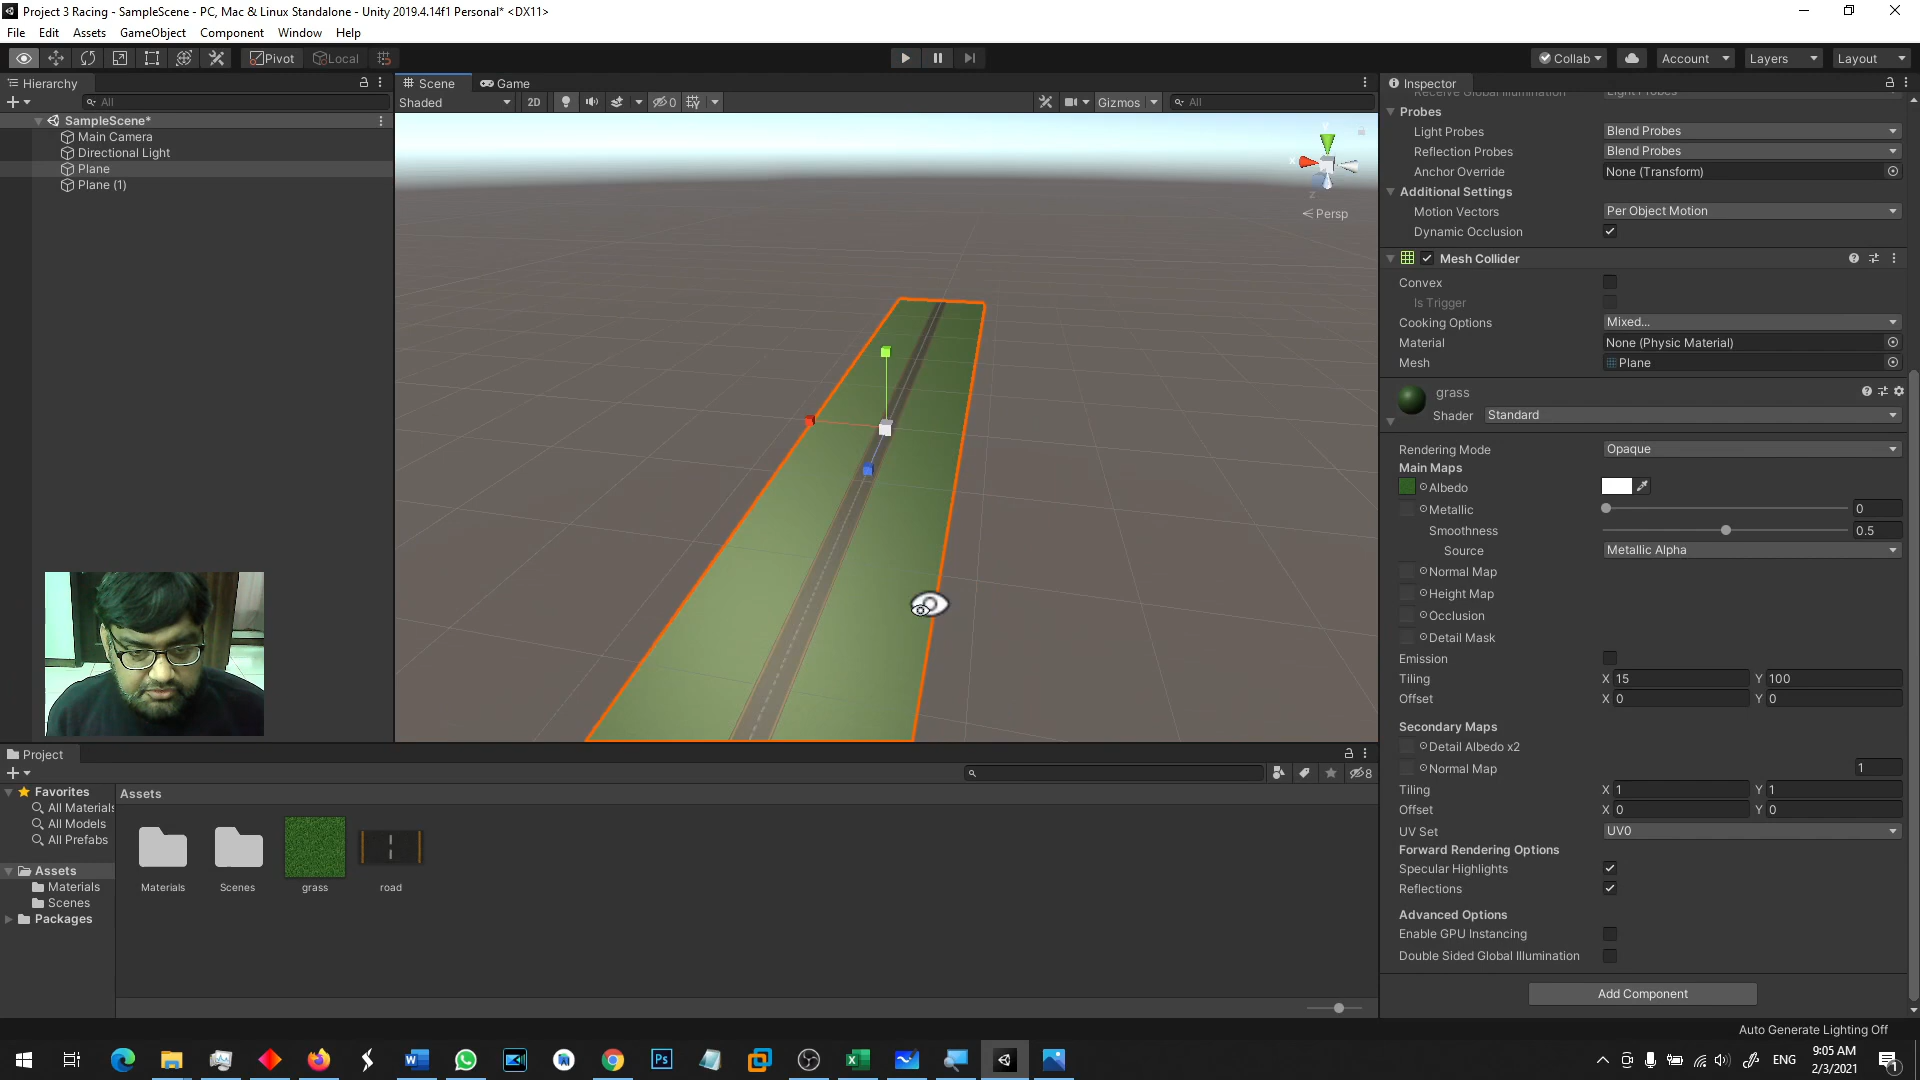 Project 3 Racing - SampleScene - PC, Mac & Linux Standalone - Unity 2019.4.14f1 Personal* <DX11>
File Edit Assets GameObject Component Window Help
Pivot Local Collab Account Layers Layout
Hierarchy
All
SampleScene*
Main Camera
Directional Light
Plane
Plane (1)
Scene Game
Shaded 2D 0 Gizmos All
y
x
z
Persp
Inspector
Receive Global Illumination Light Probes
Probes
Light Probes Blend Probes
Reflection Probes Blend Probes
Anchor Override None (Transform)
Additional Settings
Motion Vectors Per Object Motion
Dynamic Occlusion
Mesh Collider
Convex
Is Trigger
Cooking Options Mixed...
Material None (Physic Material)
Mesh Plane
grass
Shader Standard
Rendering Mode Opaque
Main Maps
Albedo
Metallic 0
Smoothness 0.5
Source Metallic Alpha
Normal Map
Height Map
Occlusion
Detail Mask
Emission
Tiling X 15 Y 100
Offset X 0 Y 0
Secondary Maps
Detail Albedo x2
Normal Map 1
Tiling X 1 Y 1
Offset X 0 Y 0
UV Set UV0
Forward Rendering Options
Specular Highlights
Reflections
Advanced Options
Enable GPU Instancing
Double Sided Global Illumination
Add Component
Auto Generate Lighting Off
Project
8
Favorites
All Materials
All Models
All Prefabs
Assets
Materials
Scenes
Packages
Assets
Materials Scenes grass road
ENG
9:05 AM
2/3/2021
1